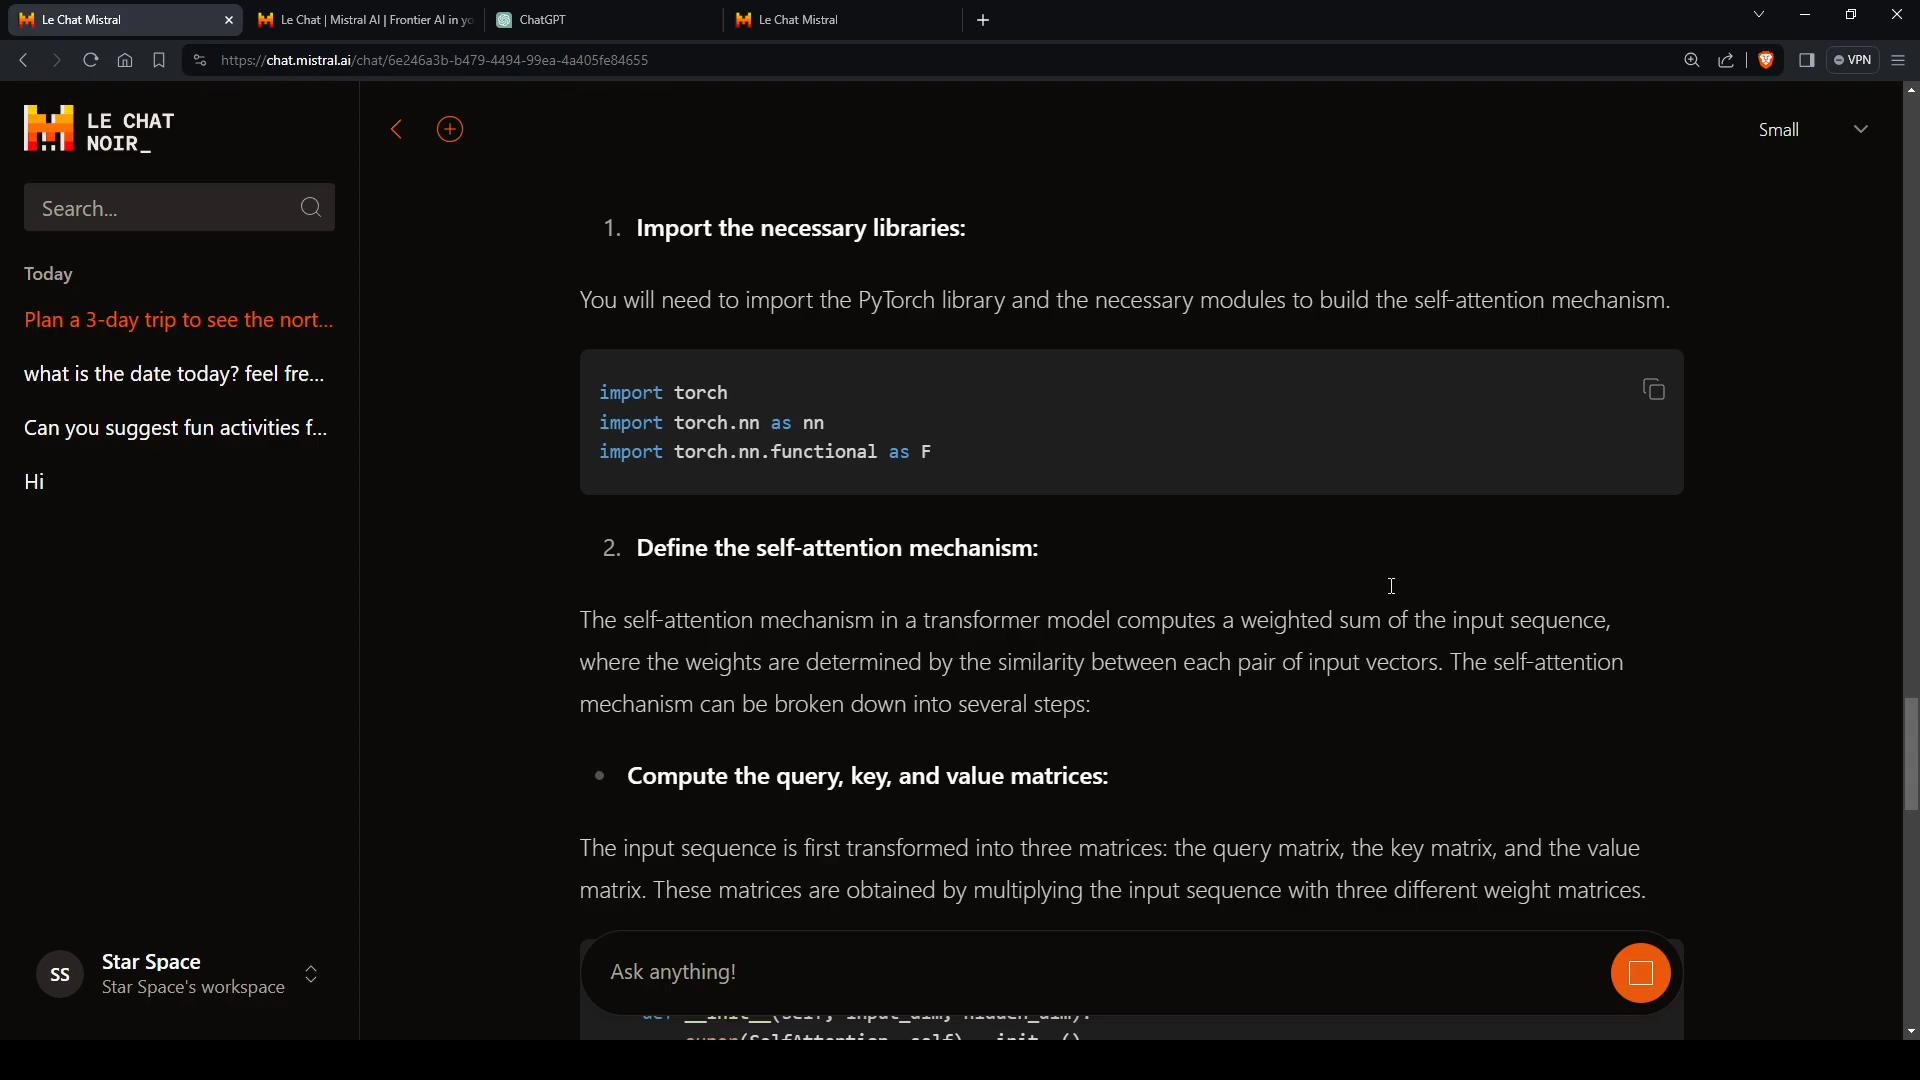 Le Chat Mistral
Le Chat | Mistral AI | Frontier AI in yo
ChatGPT
Le Chat Mistral
https://chat.mistral.ai/chat/6e246a3b-b479-4494-99ea-4a405fe84655
VPN
LE CHAT
NOIR_
Small
Search...
Today
Plan a 3-day trip to see the nort...
what is the date today? feel fre...
Can you suggest fun activities f...
Hi
1. Import the necessary libraries:
You will need to import the PyTorch library and the necessary modules to build the self-attention mechanism.
import torch
import torch.nn as nn
import torch.nn.functional as F
2. Define the self-attention mechanism:
The self-attention mechanism in a transformer model computes a weighted sum of the input sequence,
where the weights are determined by the similarity between each pair of input vectors. The self-attention
mechanism can be broken down into several steps:
• Compute the query, key, and value matrices:
The input sequence is first transformed into three matrices: the query matrix, the key matrix, and the value
matrix. These matrices are obtained by multiplying the input sequence with three different weight matrices.
Ask anything!
def __init__(self, input_dim, hidden_dim):
super(SelfAttention, self).__init__()
SS
Star Space
Star Space's workspace